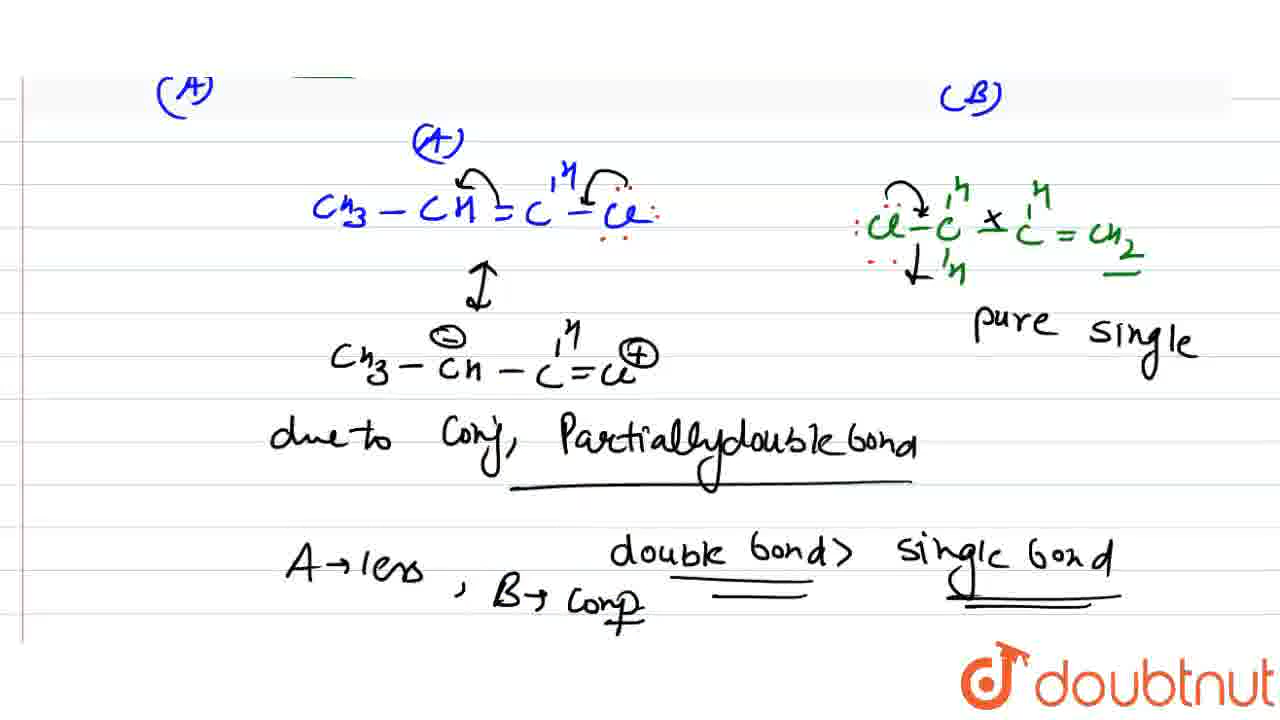 (A) (B)
(A)
CH3 - CH = C - Cl
H
Cl - C - C = CH2
H H
H
pure single
CH3 - CH - C = Cl
⊖ H ⊕
due to Conj, Partially double bond
double bond > single bond
A → less, B → Comp
doubtnut